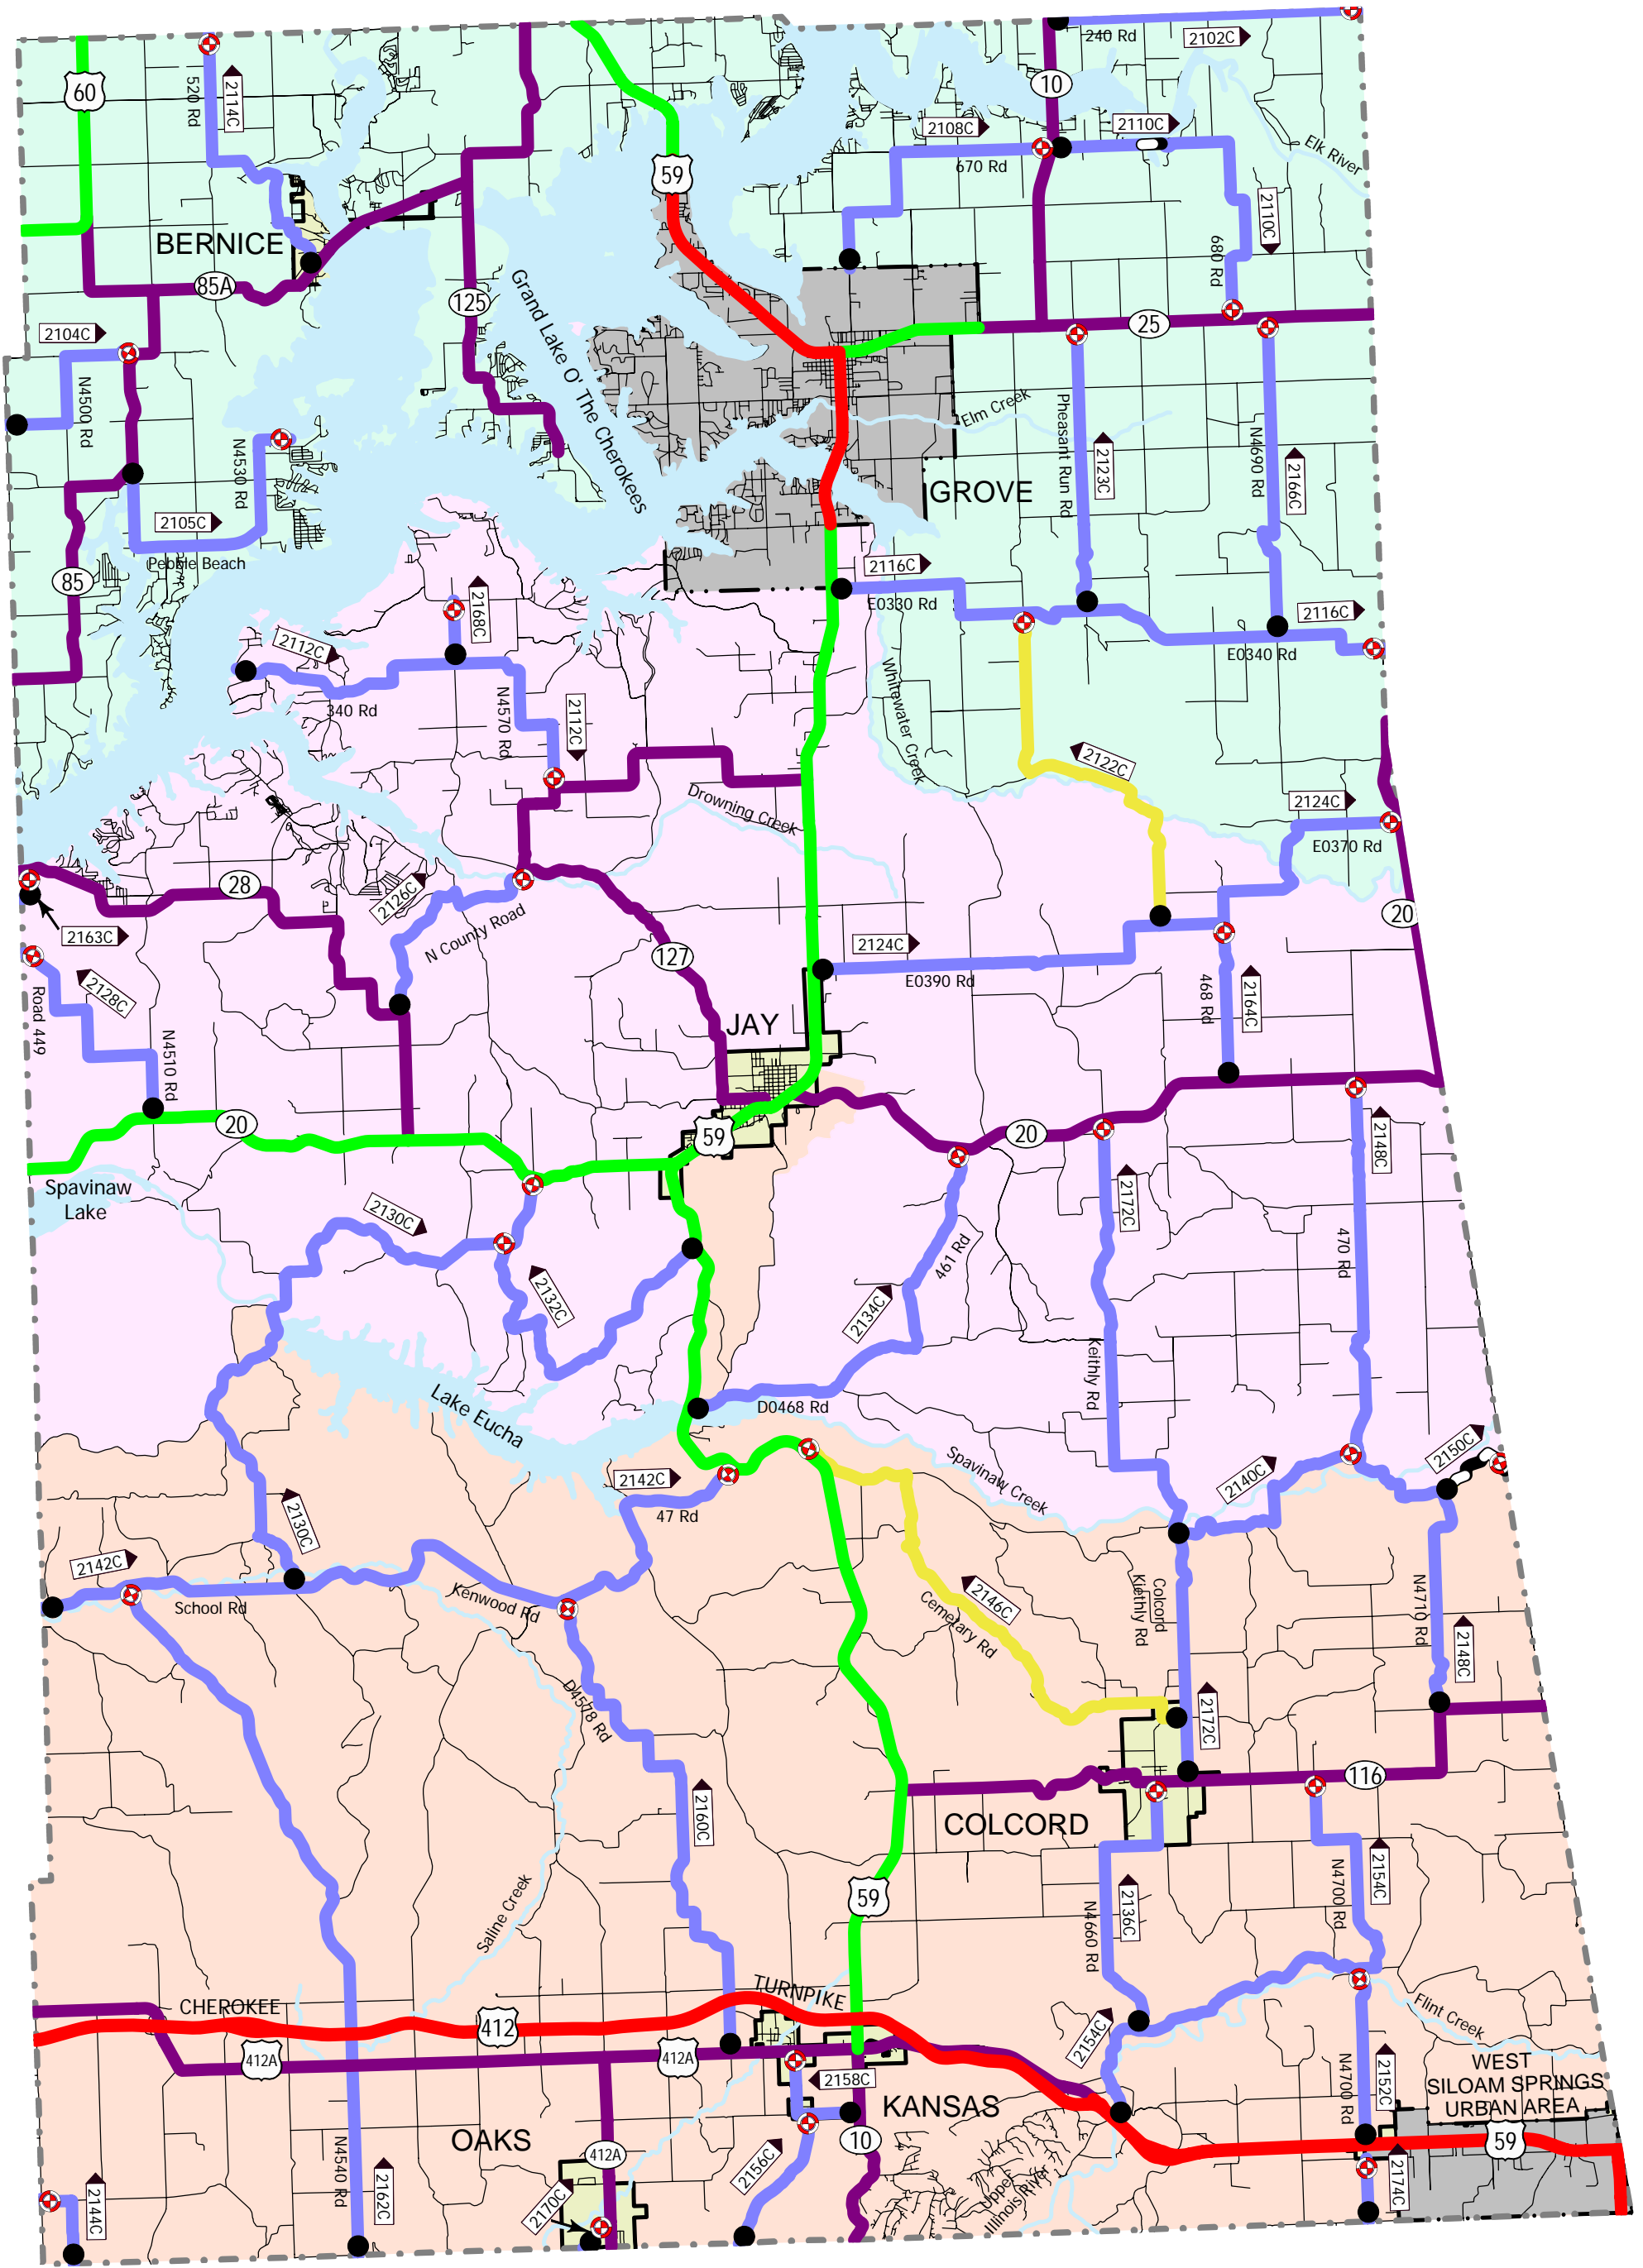 240 Rd
2102C
60
520 Rd
2114C
10
2108C
2110C
670 Rd
Elk River
59
2110C
680 Rd
BERNICE
85A
125
Grand Lake O' The Cherokees
25
2104C
N4500 Rd
Elm Creek
Pheasant Run Rd
2123C
N4690 Rd
2166C
N4530 Rd
GROVE
2105C
Pebble Beach
85
2116C
E0330 Rd
2168C
2116C
2112C
E0340 Rd
340 Rd
N4570 Rd
2112C
Whitewater Creek
2122C
Drowning Creek
2124C
E0370 Rd
28
2126C
20
2163C
N County Road
127
2124C
E0390 Rd
Road 449
2128C
468 Rd
2164C
JAY
N4510 Rd
20
59
20
2148C
Spavinaw
Lake
2130C
2172C
461 Rd
470 Rd
2132C
2134C
Keithly Rd
Lake Eucha
D0468 Rd
2150C
Spavinaw Creek
2140C
2142C
47 Rd
2130C
2142C
School Rd
Kenwood Rd
2146C
Cemetary Rd
Colcord
Kiethly Rd
N4710 Rd
2148C
D4578 Rd
2172C
116
2160C
COLCORD
2154C
N4700 Rd
59
2136C
N4660 Rd
Saline Creek
CHEROKEE
TURNPIKE
412
Flint Creek
2154C
412A
412A
2158C
N4700 Rd
2152C
WEST
SILOAM SPRINGS
URBAN AREA
KANSAS
OAKS
10
59
412A
2156C
N4540 Rd
2162C
2144C
2170C
Upper
Illinois River
2174C